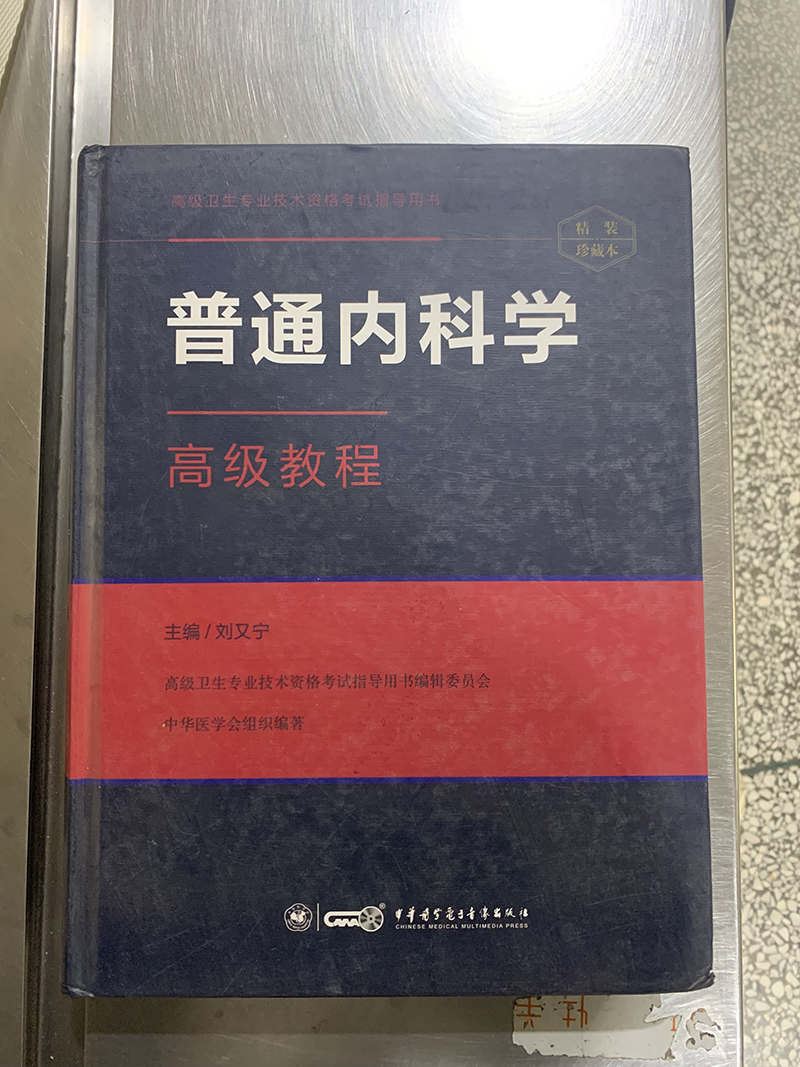 高级卫生专业技术资格考试指导用书
精 装
珍藏本
普通内科学
高级教程
主编/刘又宁
高级卫生专业技术资格考试指导用书编辑委员会
中华医学会组织编著
中华医学电子音像出版社
CHINESE MEDICAL MULTIMEDIA PRESS